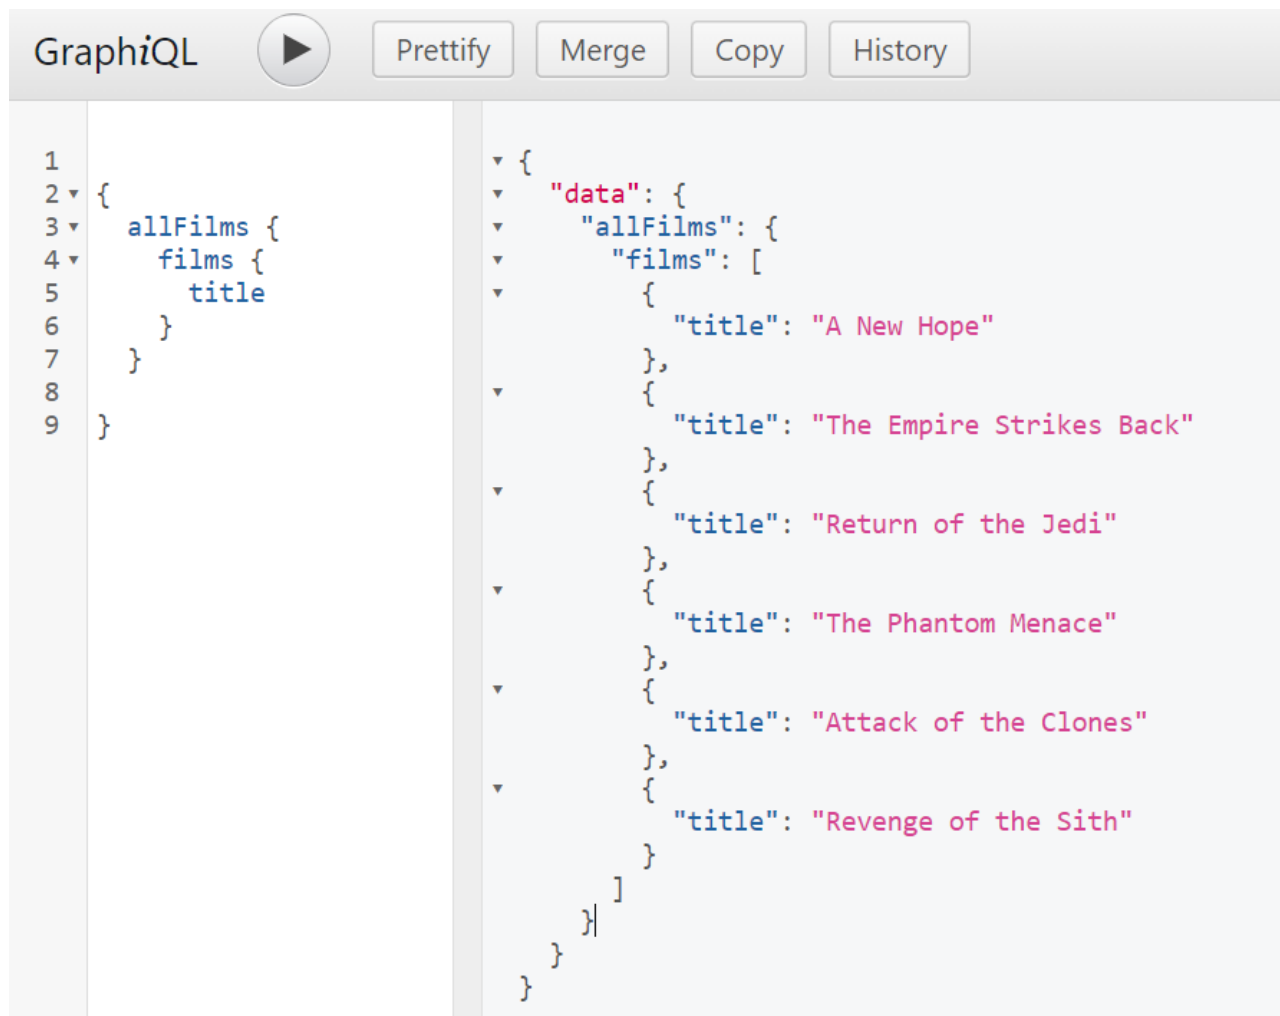 GraphiQL Prettify Merge Copy History
1
2 {
3   allFilms {
4     films {
5       title
6     }
7   }
8
9 }
{
  "data": {
    "allFilms": {
      "films": [
        {
          "title": "A New Hope"
        },
        {
          "title": "The Empire Strikes Back"
        },
        {
          "title": "Return of the Jedi"
        },
        {
          "title": "The Phantom Menace"
        },
        {
          "title": "Attack of the Clones"
        },
        {
          "title": "Revenge of the Sith"
        }
      ]
    }
  }
}